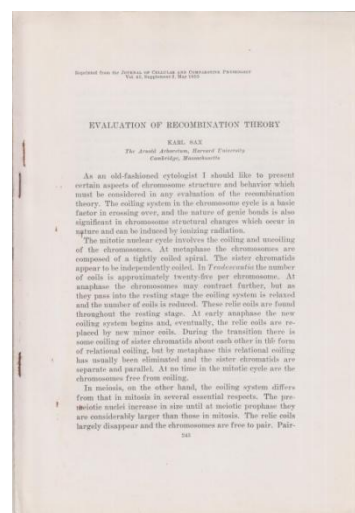 Reprinted from the JOURNAL OF CELLULAR AND COMPARATIVE PHYSIOLOGY
Vol. 45, Supplement 2, May 1955
EVALUATION OF RECOMBINATION THEORY
KARL SAX
The Arnold Arboretum, Harvard University
Cambridge, Massachusetts
As an old-fashioned cytologist I should like to present
certain aspects of chromosome structure and behavior which
must be considered in any evaluation of the recombination
theory. The coiling system in the chromosome cycle is a basic
factor in crossing over, and the nature of genic bonds is also
significant in chromosome structural changes which occur in
nature and can be induced by ionizing radiation.
The mitotic nuclear cycle involves the coiling and uncoiling
of the chromosomes. At metaphase the chromosomes are
composed of a tightly coiled spiral. The sister chromatids
appear to be independently coiled. In Tradescantia the number
of coils is approximately twenty-five per chromosome. At
anaphase the chromosomes may contract further, but as
they pass into the resting stage the coiling system is relaxed
and the number of coils is reduced. These relic coils are found
throughout the resting stage. At early anaphase the new
coiling system begins and, eventually, the relic coils are re-
placed by new minor coils. During the transition there is
some coiling of sister chromatids about each other in the form
of relational coiling, but by metaphase this relational coiling
has usually been eliminated and the sister chromatids are
separate and parallel. At no time in the mitotic cycle are the
chromosomes free from coiling.
In meiosis, on the other hand, the coiling system differs
from that in mitosis in several essential respects. The pre-
meiotic nuclei increase in size until at meiotic prophase they
are considerably larger than those in mitosis. The relic coils
largely disappear and the chromosomes are free to pair. Pair-